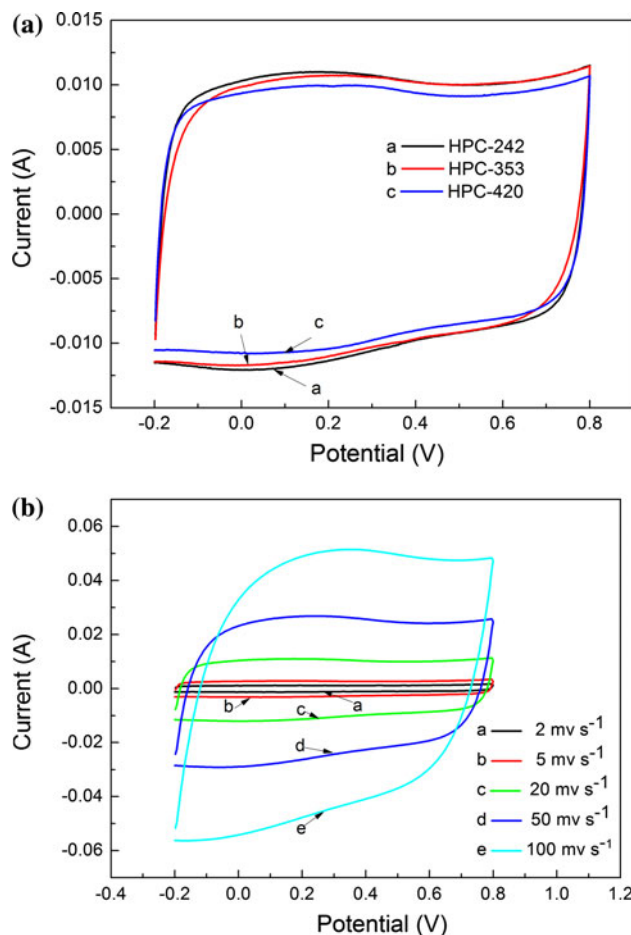 (a)
0.015
0.010
0.005
0.000
-0.005
-0.010
-0.015
Current (A)
a HPC-242
b HPC-353
c HPC-420
b
c
a
-0.2 0.0 0.2 0.4 0.6 0.8
Potential (V)
(b)
0.06
0.04
0.02
0.00
-0.02
-0.04
-0.06
Current (A)
b
a
c
d
e
a 2 mv s⁻¹
b 5 mv s⁻¹
c 20 mv s⁻¹
d 50 mv s⁻¹
e 100 mv s⁻¹
-0.4 -0.2 0.0 0.2 0.4 0.6 0.8 1.0 1.2
Potential (V)